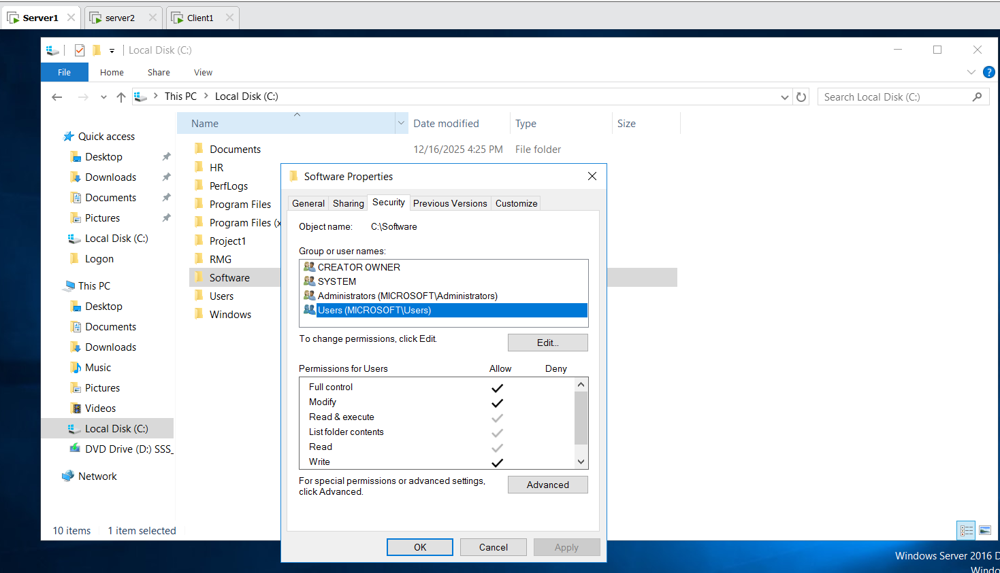 Server1
server2
Client1
Local Disk (C:)
File
Home
Share
View
This PC
Local Disk (C:)
Search Local Disk (C:)
Name
Date modified
Type
Size
Quick access
Desktop
Downloads
Documents
Pictures
Local Disk (C:)
Logon
This PC
Desktop
Documents
Downloads
Music
Pictures
Videos
Local Disk (C:)
DVD Drive (D:) SSS_
Network
Documents
12/16/2025 4:25 PM
File folder
HR
PerfLogs
Program Files
Program Files (x
Project1
RMG
Software
Users
Windows
Software Properties
General
Sharing
Security
Previous Versions
Customize
Object name:
C:\Software
Group or user names:
CREATOR OWNER
SYSTEM
Administrators (MICROSOFT\Administrators)
Users (MICROSOFT\Users)
To change permissions, click Edit.
Edit...
Permissions for Users
Allow
Deny
Full control
Modify
Read & execute
List folder contents
Read
Write
For special permissions or advanced settings,
click Advanced.
Advanced
OK
Cancel
Apply
10 items
1 item selected
Windows Server 2016 D
Windo